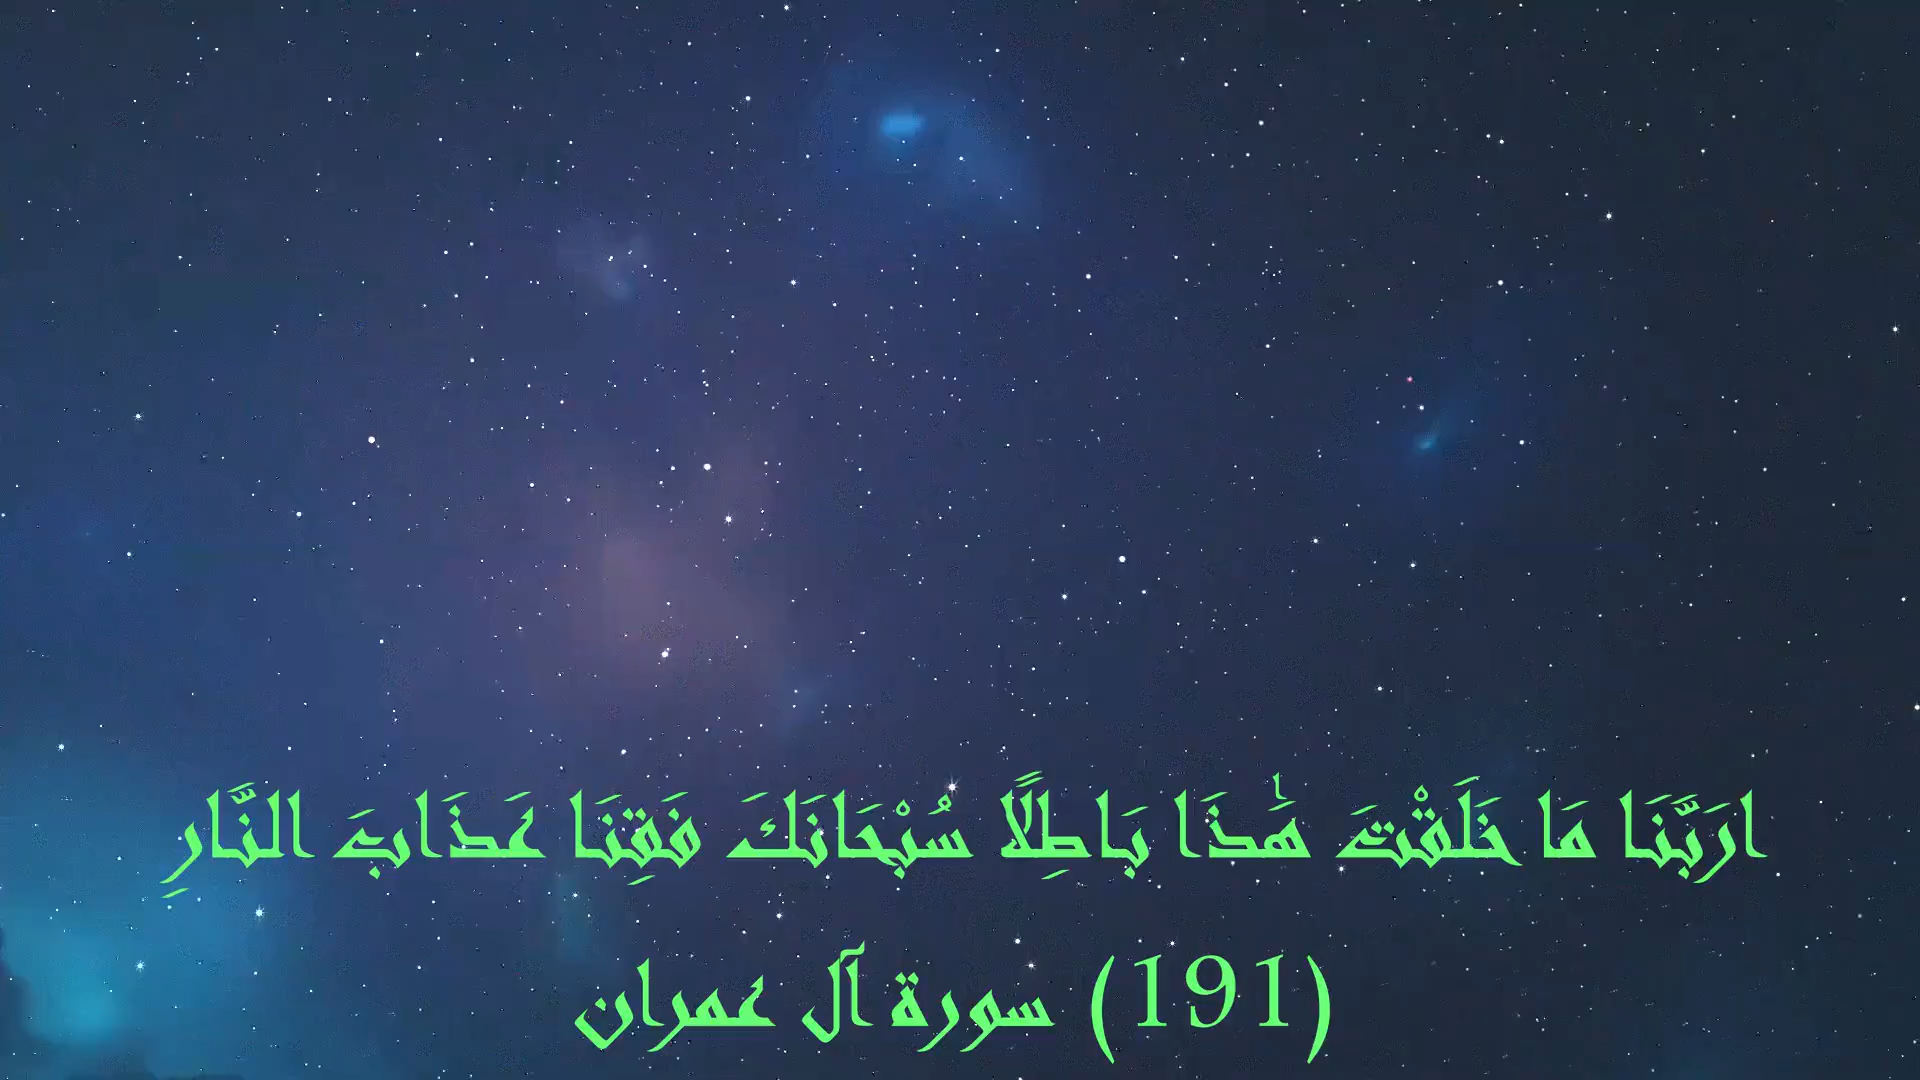 ارَبَّنَا مَا خَلَقْتَ هَٰذَا بَاطِلًا سُبْحَانَكَ فَقِنَا عَذَابَ النَّارِ
(191) سورة آل عمران